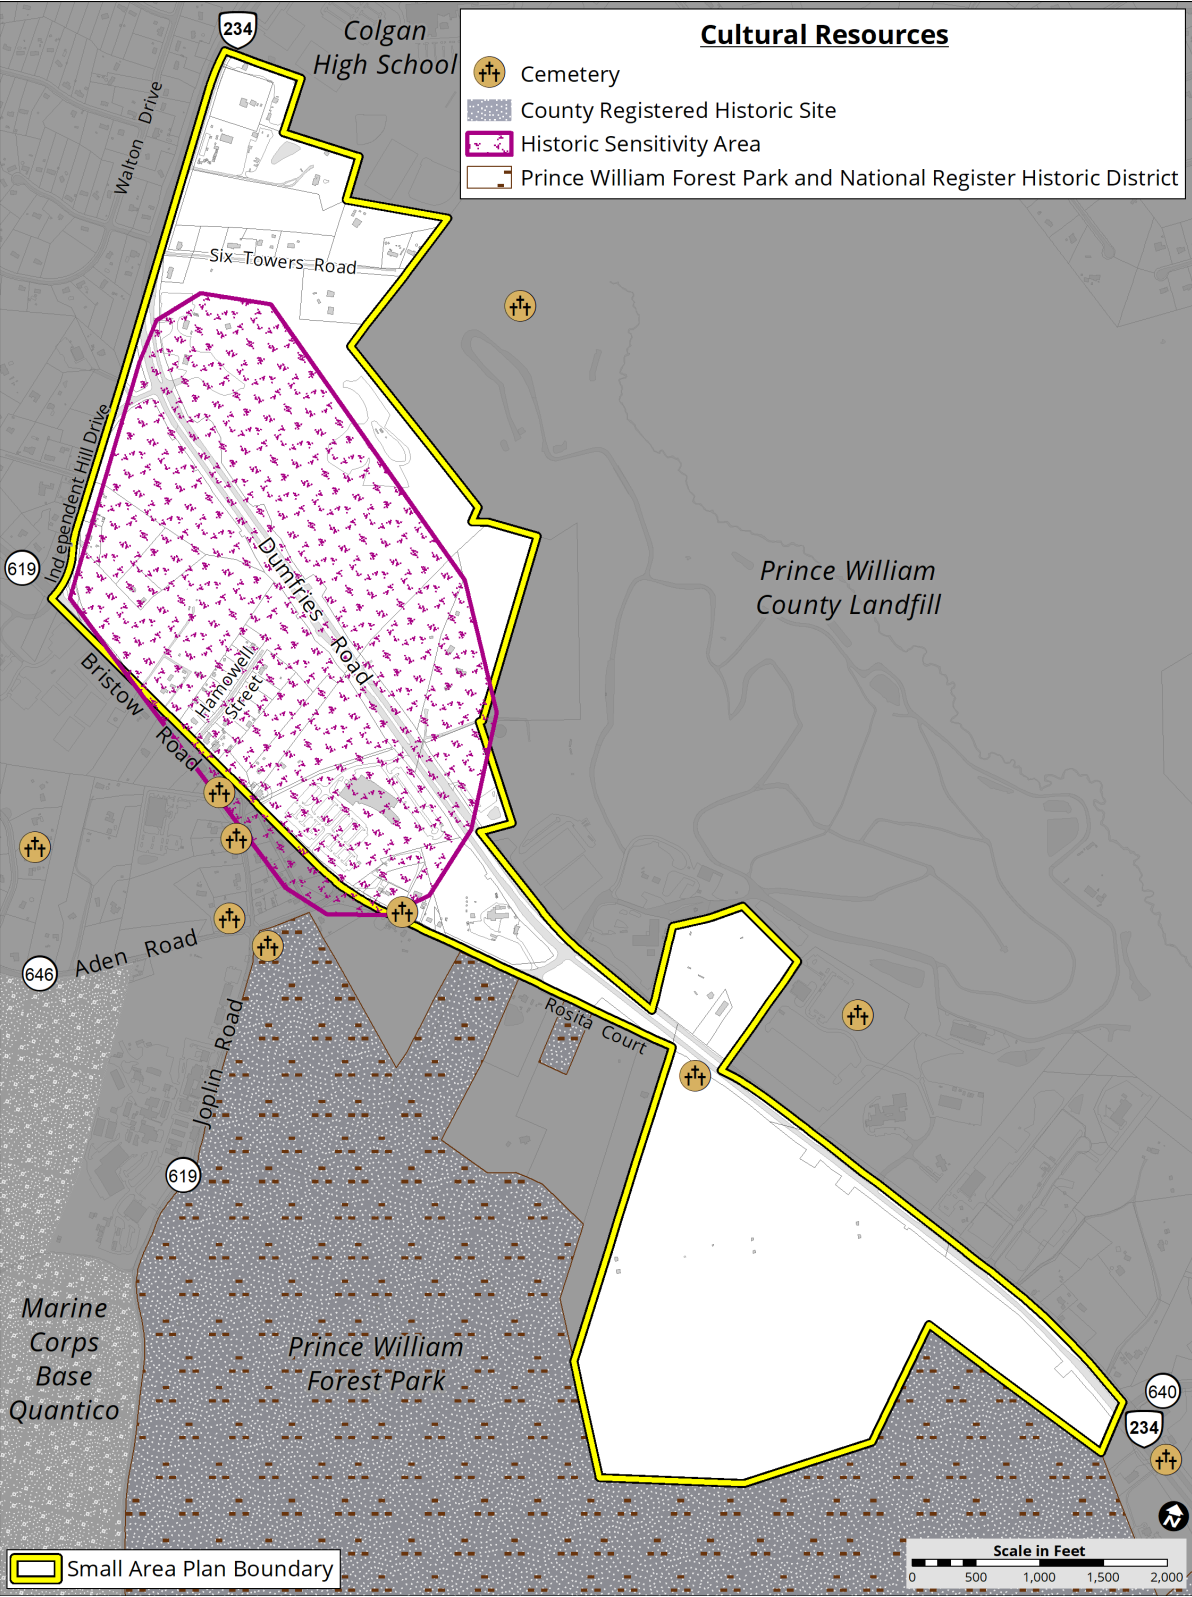 234
Colgan
High School
Cultural Resources
Cemetery
County Registered Historic Site
Historic Sensitivity Area
Prince William Forest Park and National Register Historic District
Walton Drive
Six Towers Road
Independent Hill Drive
619
Dumfries Road
Prince William
County Landfill
Hamowell
Street
Bristow Road
Aden Road
646
Joplin Road
Rosita Court
619
Marine
Corps
Base
Quantico
Prince William
Forest Park
640
234
N
Small Area Plan Boundary
Scale in Feet
0 500 1,000 1,500 2,000